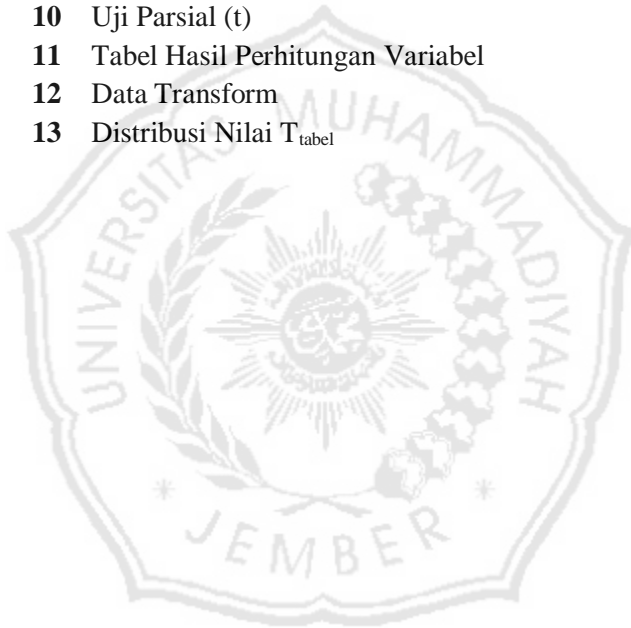 10 Uji Parsial (t)
11 Tabel Hasil Perhitungan Variabel
12 Data Transform
13 Distribusi Nilai Ttabel
UNIVERSITAS MUHAMMADIYAH
* JEMBER *